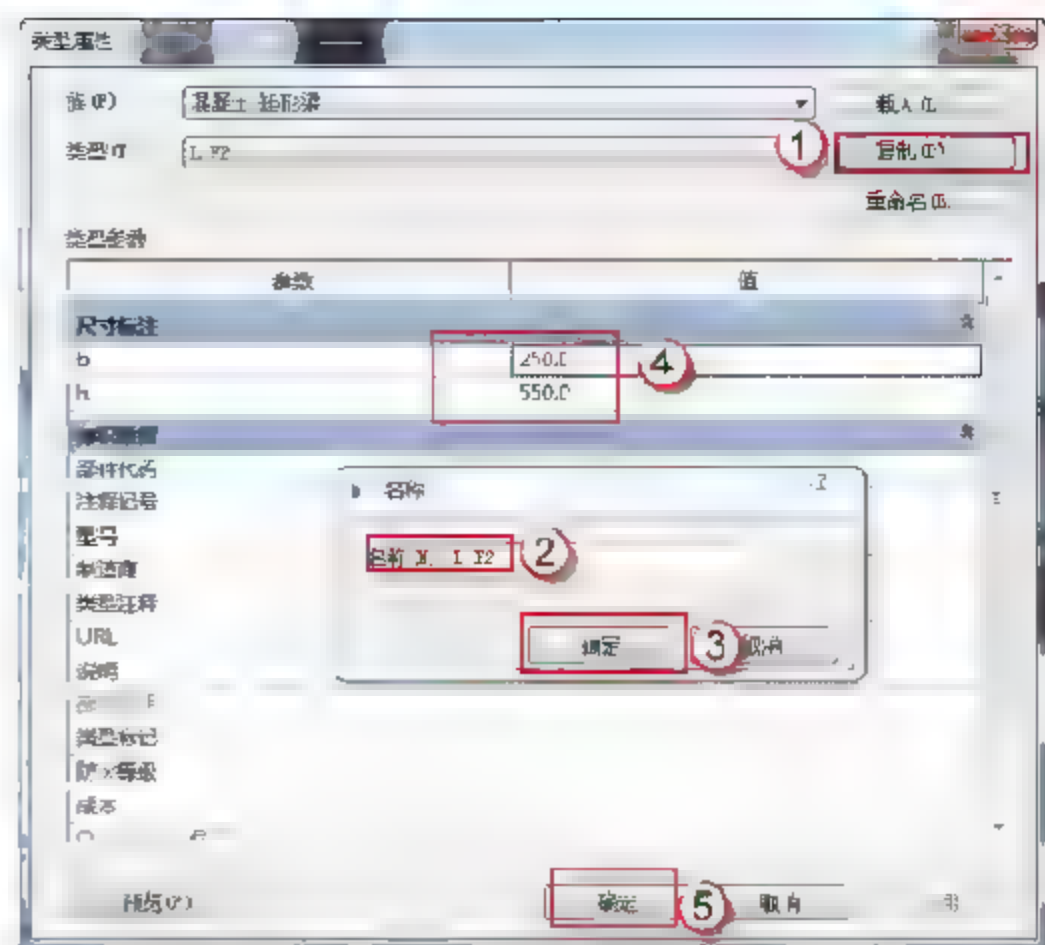 类型属性
族(F) 混凝土 矩形梁 载入(L
类型(T 1 复制(D)
重命名(R.
类型参数
参数 值
尺寸标注
b 250.0 4
h 550.0
部件代码
注释记号 名称
型号 2
制造商
类型注释
URL 确定 3 取消
说明
类型标记
防火等级
成本
预览(P) 确定 5 取消